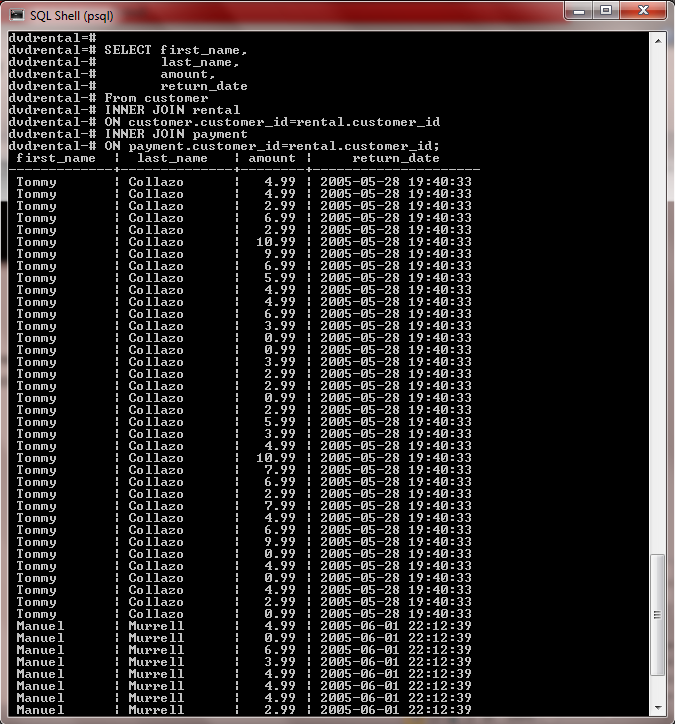 SQL Shell (psql)
dvdrental=#
dvdrental=# SELECT first_name,
dvdrental-#        last_name,
dvdrental-#        amount,
dvdrental-#        return_date
dvdrental-# From customer
dvdrental-# INNER JOIN rental
dvdrental-# ON customer.customer_id=rental.customer_id
dvdrental-# INNER JOIN payment
dvdrental-# ON payment.customer_id=rental.customer_id;
 first_name | last_name | amount | return_date
------------+-----------+--------+---------------------
 Tommy | Collazo | 4.99 | 2005-05-28 19:40:33
 Tommy | Collazo | 4.99 | 2005-05-28 19:40:33
 Tommy | Collazo | 2.99 | 2005-05-28 19:40:33
 Tommy | Collazo | 6.99 | 2005-05-28 19:40:33
 Tommy | Collazo | 2.99 | 2005-05-28 19:40:33
 Tommy | Collazo | 10.99 | 2005-05-28 19:40:33
 Tommy | Collazo | 9.99 | 2005-05-28 19:40:33
 Tommy | Collazo | 6.99 | 2005-05-28 19:40:33
 Tommy | Collazo | 5.99 | 2005-05-28 19:40:33
 Tommy | Collazo | 4.99 | 2005-05-28 19:40:33
 Tommy | Collazo | 4.99 | 2005-05-28 19:40:33
 Tommy | Collazo | 6.99 | 2005-05-28 19:40:33
 Tommy | Collazo | 3.99 | 2005-05-28 19:40:33
 Tommy | Collazo | 0.99 | 2005-05-28 19:40:33
 Tommy | Collazo | 0.99 | 2005-05-28 19:40:33
 Tommy | Collazo | 3.99 | 2005-05-28 19:40:33
 Tommy | Collazo | 2.99 | 2005-05-28 19:40:33
 Tommy | Collazo | 2.99 | 2005-05-28 19:40:33
 Tommy | Collazo | 0.99 | 2005-05-28 19:40:33
 Tommy | Collazo | 2.99 | 2005-05-28 19:40:33
 Tommy | Collazo | 5.99 | 2005-05-28 19:40:33
 Tommy | Collazo | 3.99 | 2005-05-28 19:40:33
 Tommy | Collazo | 4.99 | 2005-05-28 19:40:33
 Tommy | Collazo | 10.99 | 2005-05-28 19:40:33
 Tommy | Collazo | 7.99 | 2005-05-28 19:40:33
 Tommy | Collazo | 6.99 | 2005-05-28 19:40:33
 Tommy | Collazo | 2.99 | 2005-05-28 19:40:33
 Tommy | Collazo | 7.99 | 2005-05-28 19:40:33
 Tommy | Collazo | 4.99 | 2005-05-28 19:40:33
 Tommy | Collazo | 6.99 | 2005-05-28 19:40:33
 Tommy | Collazo | 9.99 | 2005-05-28 19:40:33
 Tommy | Collazo | 0.99 | 2005-05-28 19:40:33
 Tommy | Collazo | 4.99 | 2005-05-28 19:40:33
 Tommy | Collazo | 0.99 | 2005-05-28 19:40:33
 Tommy | Collazo | 4.99 | 2005-05-28 19:40:33
 Tommy | Collazo | 2.99 | 2005-05-28 19:40:33
 Tommy | Collazo | 0.99 | 2005-05-28 19:40:33
 Manuel | Murrell | 4.99 | 2005-06-01 22:12:39
 Manuel | Murrell | 0.99 | 2005-06-01 22:12:39
 Manuel | Murrell | 6.99 | 2005-06-01 22:12:39
 Manuel | Murrell | 3.99 | 2005-06-01 22:12:39
 Manuel | Murrell | 4.99 | 2005-06-01 22:12:39
 Manuel | Murrell | 4.99 | 2005-06-01 22:12:39
 Manuel | Murrell | 4.99 | 2005-06-01 22:12:39
 Manuel | Murrell | 2.99 | 2005-06-01 22:12:39